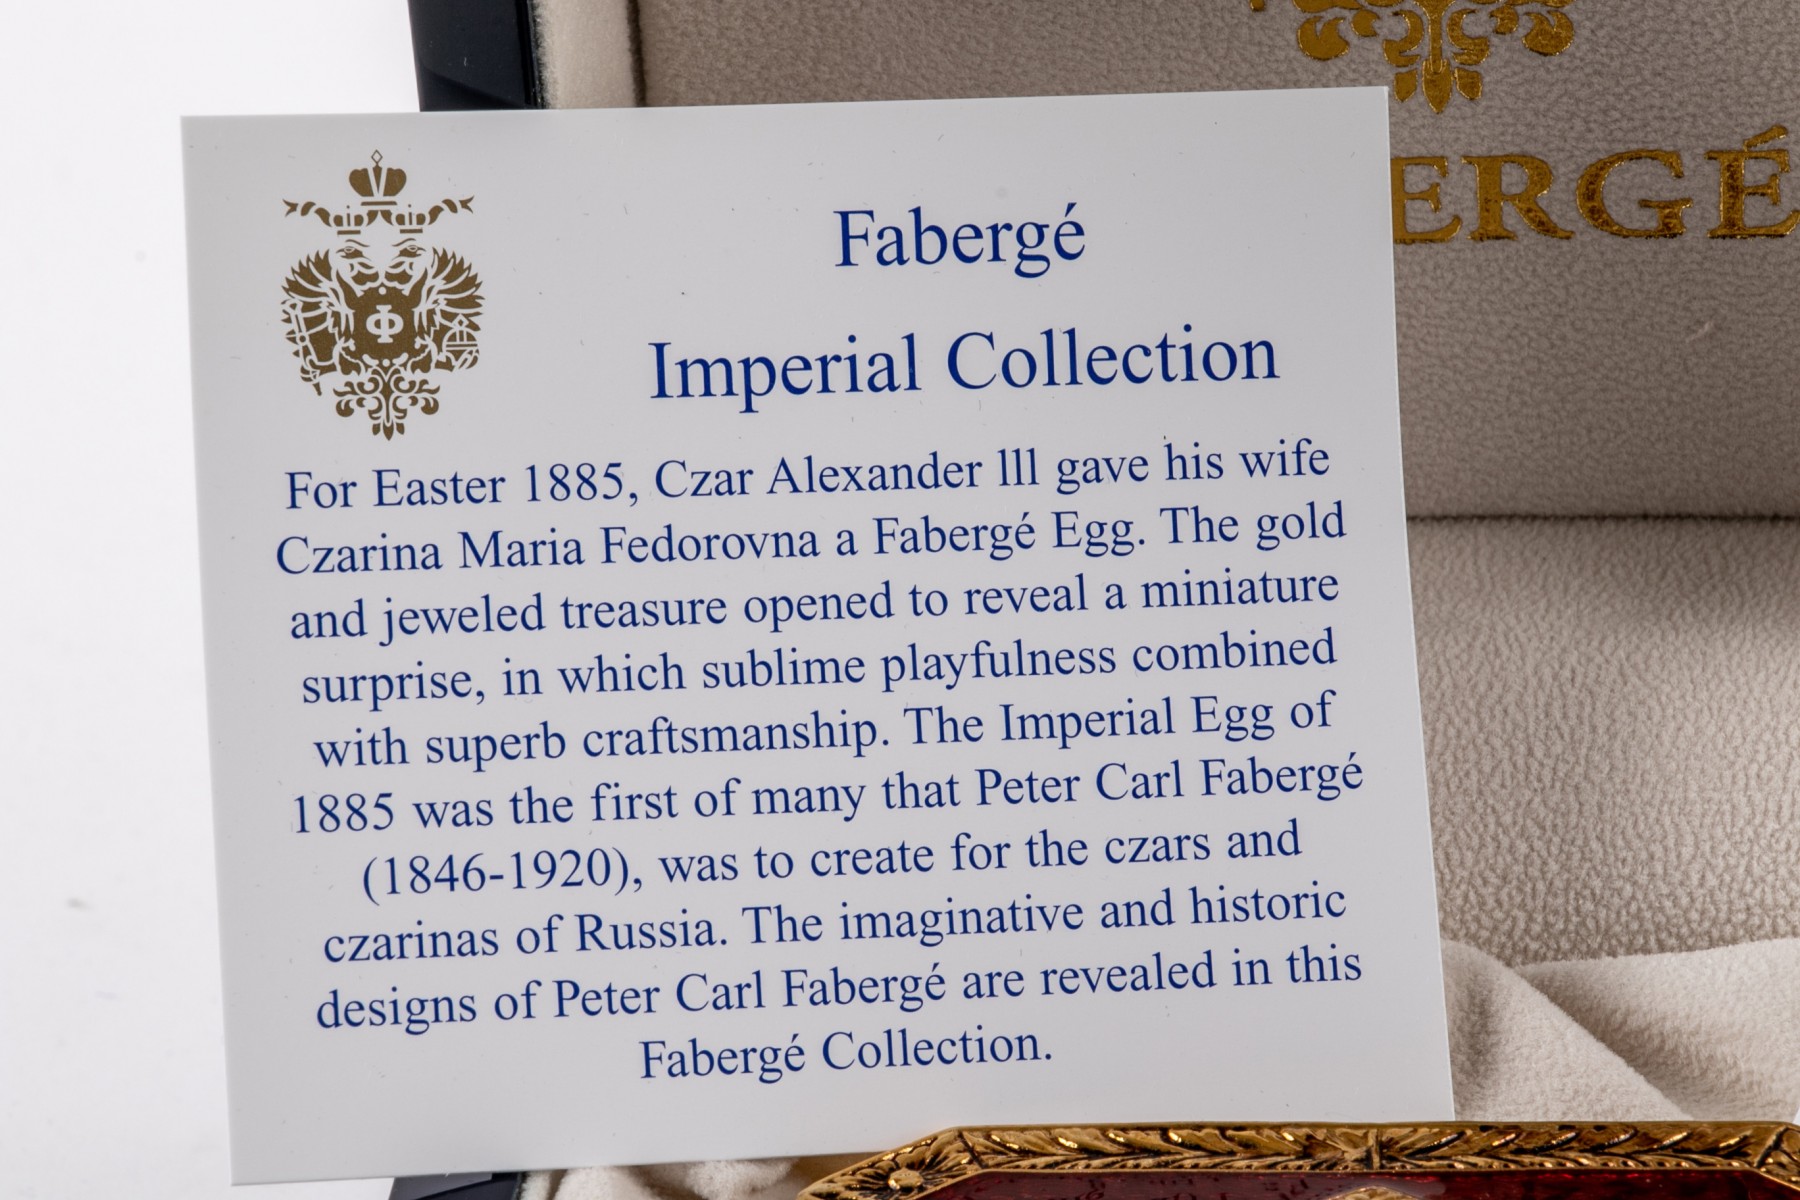 ERGÉ
Φ
Fabergé
Imperial Collection
For Easter 1885, Czar Alexander lll gave his wife
Czarina Maria Fedorovna a Fabergé Egg. The gold
and jeweled treasure opened to reveal a miniature
surprise, in which sublime playfulness combined
with superb craftsmanship. The Imperial Egg of
1885 was the first of many that Peter Carl Fabergé
(1846-1920), was to create for the czars and
czarinas of Russia. The imaginative and historic
designs of Peter Carl Fabergé are revealed in this
Fabergé Collection.